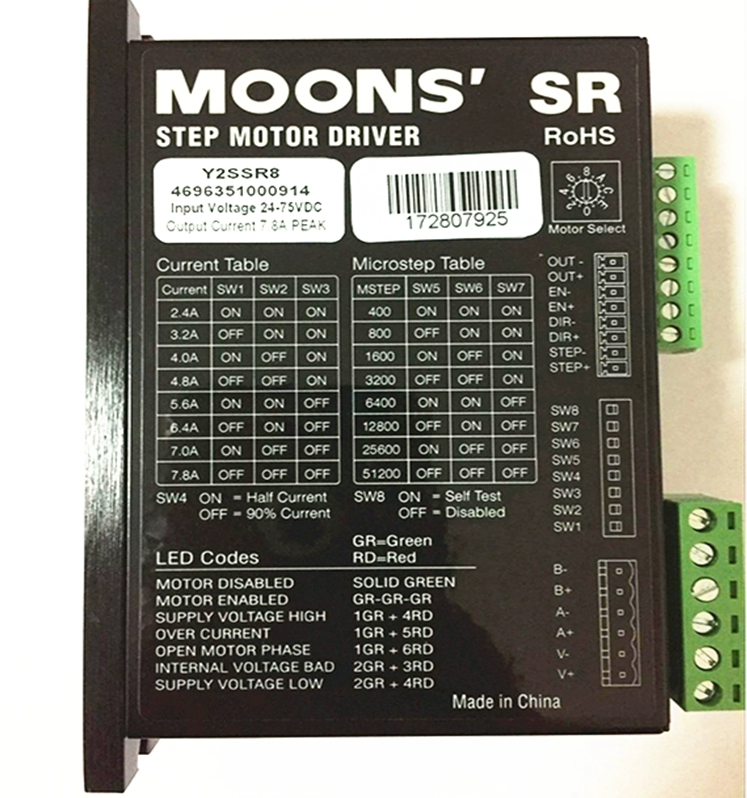 MOONS' SR
STEP MOTOR DRIVER RoHS
Y2SSR8
4696351000914
Input Voltage 24-75VDC
Output Current 7.8A PEAK
172807925
8
6
4
2
0
Motor Select
Current Table
Current SW1 SW2 SW3
2.4A ON ON ON
3.2A OFF ON ON
4.0A ON OFF ON
4.8A OFF OFF ON
5.6A ON ON OFF
6.4A OFF ON OFF
7.0A ON OFF OFF
7.8A OFF OFF OFF
SW4 ON = Half Current
OFF = 90% Current
Microstep Table
MSTEP SW5 SW6 SW7
400 ON ON ON
800 OFF ON ON
1600 ON OFF ON
3200 OFF OFF ON
6400 ON ON OFF
12800 OFF ON OFF
25600 ON OFF OFF
51200 OFF OFF OFF
SW8 ON = Self Test
OFF = Disabled
OUT -
OUT+
EN-
EN+
DIR-
DIR+
STEP-
STEP+
SW8
SW7
SW6
SW5
SW4
SW3
SW2
SW1
B-
B+
A-
A+
V-
V+
GR=Green
LED Codes RD=Red
MOTOR DISABLED SOLID GREEN
MOTOR ENABLED GR-GR-GR
SUPPLY VOLTAGE HIGH 1GR + 4RD
OVER CURRENT 1GR + 5RD
OPEN MOTOR PHASE 1GR + 6RD
INTERNAL VOLTAGE BAD 2GR + 3RD
SUPPLY VOLTAGE LOW 2GR + 4RD
Made in China